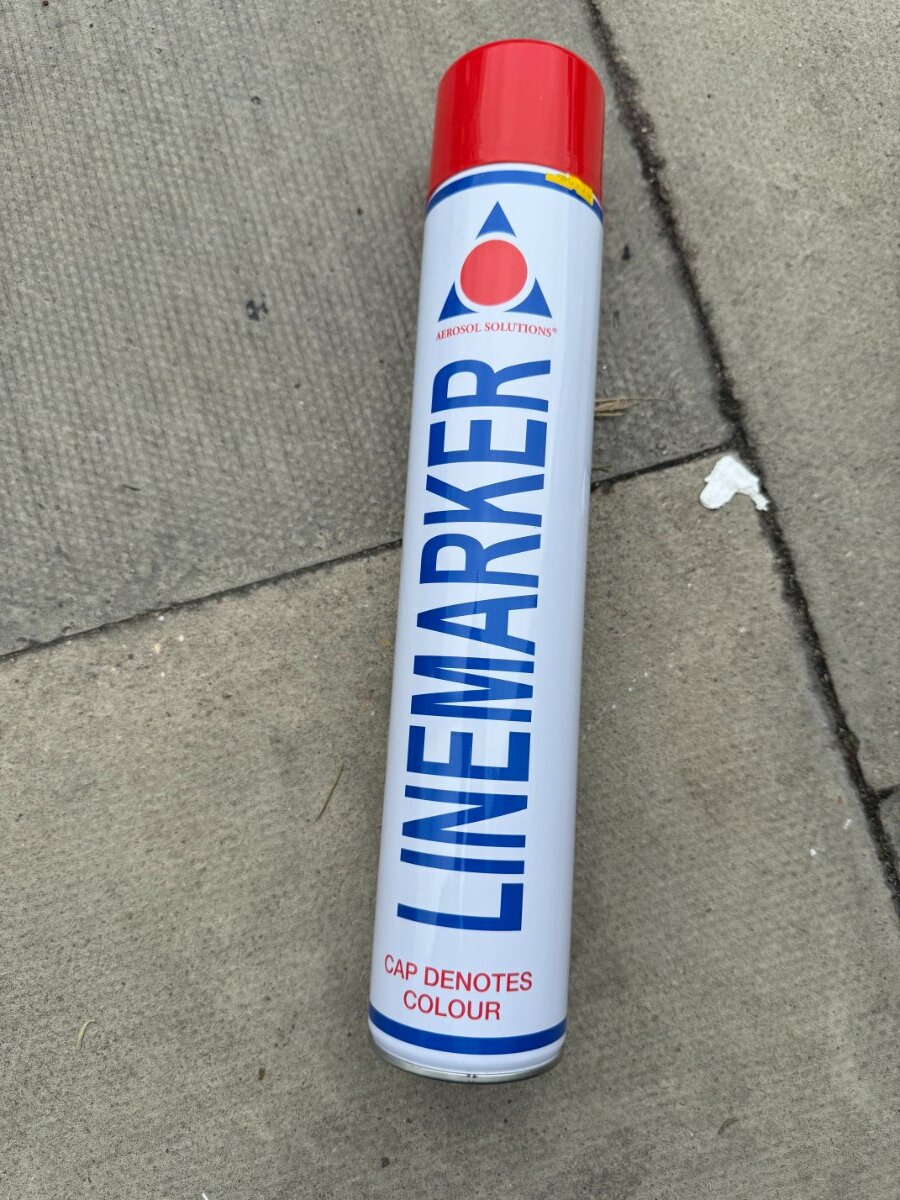 AEROSOL SOLUTIONS®
LINEMARKER
CAP DENOTES
COLOUR